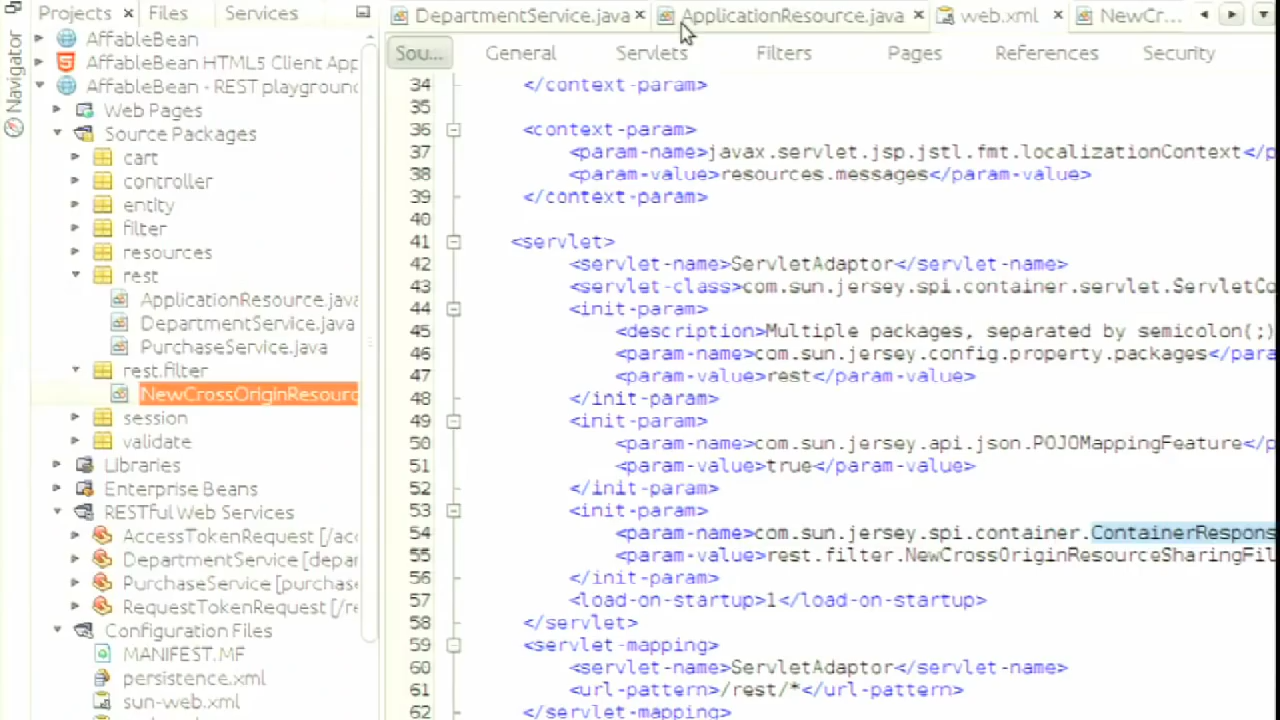 Projects
Files
Services
Navigator
AffableBean
AffableBean HTML5 Client App
AffableBean - REST playground
Web Pages
Source Packages
cart
controller
entity
filter
resources
rest
ApplicationResource.java
DepartmentService.java
PurchaseService.java
rest.filter
NewCrossOriginResourc
session
validate
Libraries
Enterprise Beans
RESTful Web Services
AccessTokenRequest [/acc
DepartmentService [depar
PurchaseService [purchase
RequestTokenRequest [/re
Configuration Files
MANIFEST.MF
persistence.xml
sun-web.xml
DepartmentService.java
ApplicationResource.java
web.xml
NewCr...
Sou...
General
Servlets
Filters
Pages
References
Security
34 </context-param>
35
36 <context-param>
37 <param-name>javax.servlet.jsp.jstl.fmt.localizationContext</p
38 <param-value>resources.messages</param-value>
39 </context-param>
40
41 <servlet>
42 <servlet-name>ServletAdaptor</servlet-name>
43 <servlet-class>com.sun.jersey.spi.container.servlet.ServletCo
44 <init-param>
45 <description>Multiple packages, separated by semicolon(;)
46 <param-name>com.sun.jersey.config.property.packages</para
47 <param-value>rest</param-value>
48 </init-param>
49 <init-param>
50 <param-name>com.sun.jersey.api.json.POJOMappingFeature</p
51 <param-value>true</param-value>
52 </init-param>
53 <init-param>
54 <param-name>com.sun.jersey.spi.container.ContainerRespons
55 <param-value>rest.filter.NewCrossOriginResourceSharingFil
56 </init-param>
57 <load-on-startup>1</load-on-startup>
58 </servlet>
59 <servlet-mapping>
60 <servlet-name>ServletAdaptor</servlet-name>
61 <url-pattern>/rest/*</url-pattern>
62 </servlet-mapping>